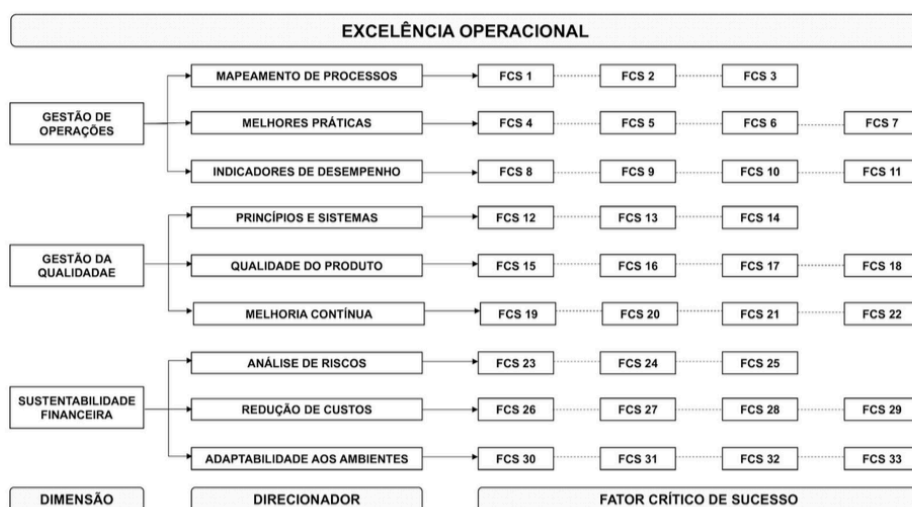 EXCELÊNCIA OPERACIONAL
MAPEAMENTO DE PROCESSOS FCS 1 FCS 2 FCS 3
GESTÃO DE
OPERAÇÕES
MELHORES PRÁTICAS FCS 4 FCS 5 FCS 6 FCS 7
INDICADORES DE DESEMPENHO FCS 8 FCS 9 FCS 10 FCS 11
PRINCÍPIOS E SISTEMAS FCS 12 FCS 13 FCS 14
GESTÃO DA
QUALIDADAE
QUALIDADE DO PRODUTO FCS 15 FCS 16 FCS 17 FCS 18
MELHORIA CONTÍNUA FCS 19 FCS 20 FCS 21 FCS 22
ANÁLISE DE RISCOS FCS 23 FCS 24 FCS 25
SUSTENTABILIDADE
FINANCEIRA
REDUÇÃO DE CUSTOS FCS 26 FCS 27 FCS 28 FCS 29
ADAPTABILIDADE AOS AMBIENTES FCS 30 FCS 31 FCS 32 FCS 33
DIMENSÃO DIRECIONADOR FATOR CRÍTICO DE SUCESSO